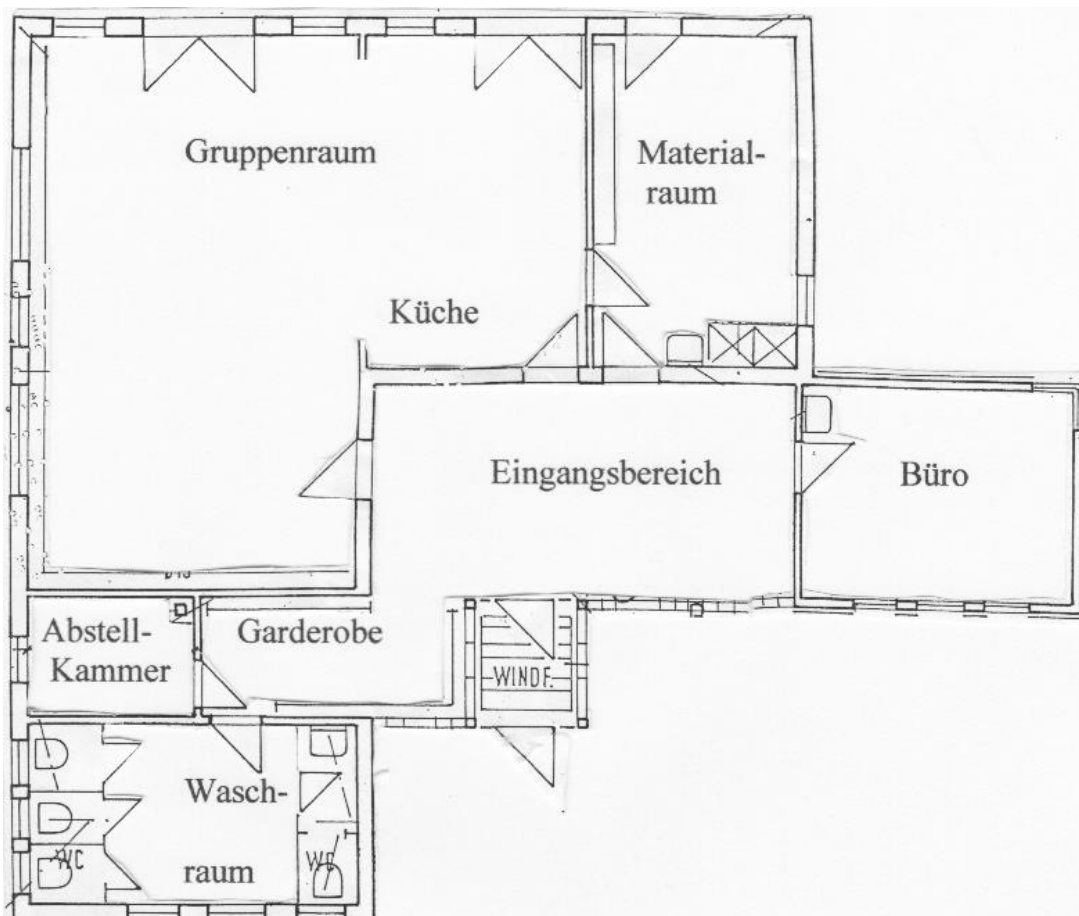 Gruppenraum
Material-
raum
Küche
Eingangsbereich
Büro
Abstell-
Kammer
Garderobe
WINDF.
Wasch-
raum
WC
WC